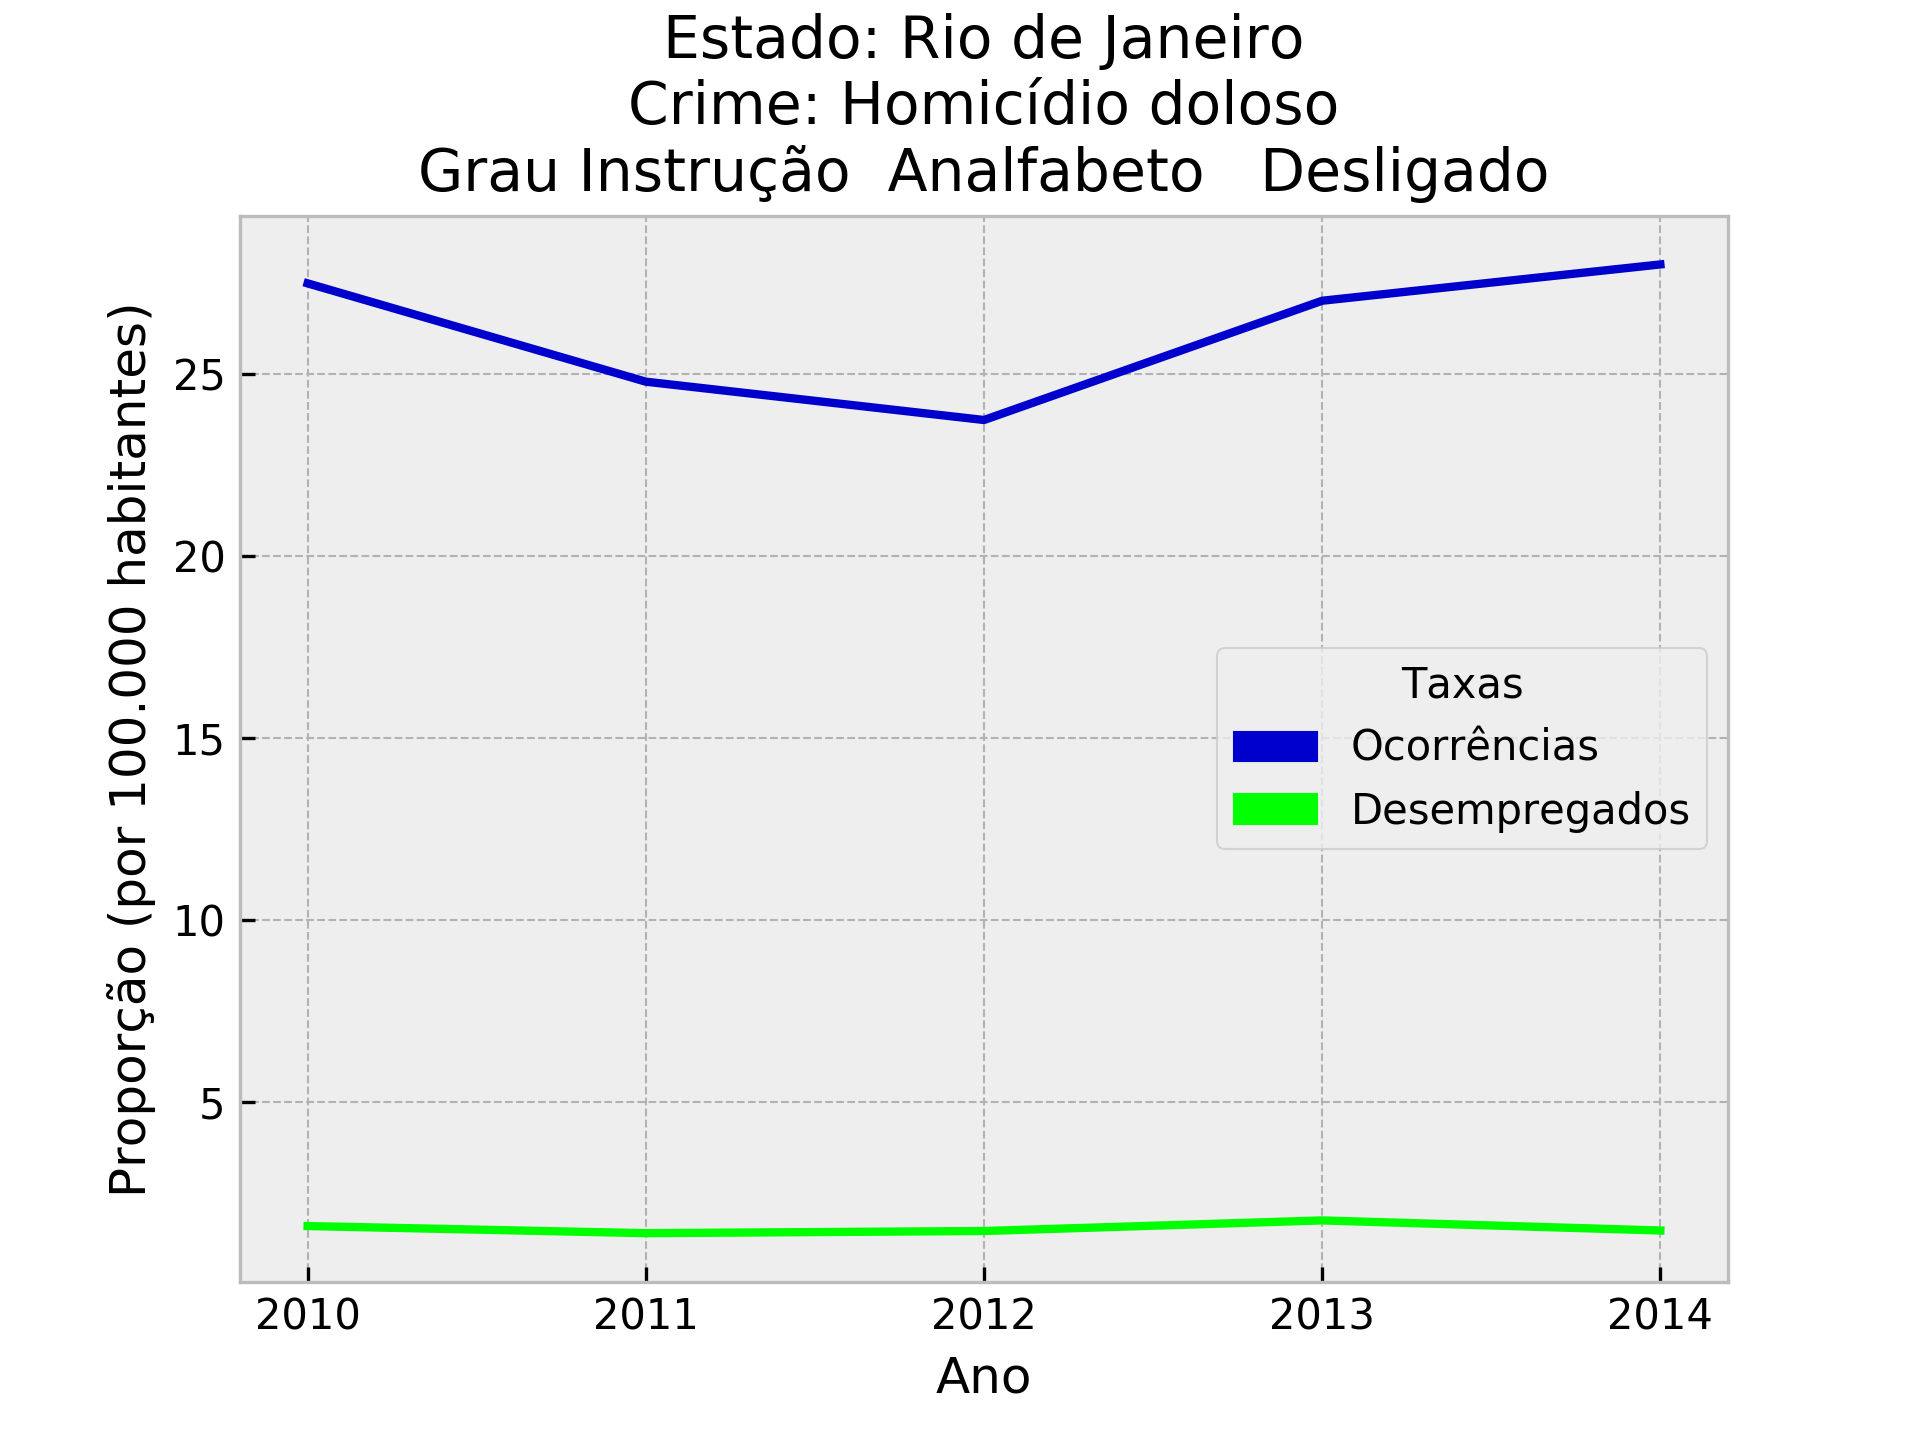 Estado: Rio de Janeiro
Crime: Homicídio doloso
Grau Instrução  Analfabeto   Desligado
Proporção (por 100.000 habitantes)
25
20
15
10
5
Taxas
Ocorrências
Desempregados
2010 2011 2012 2013 2014
Ano